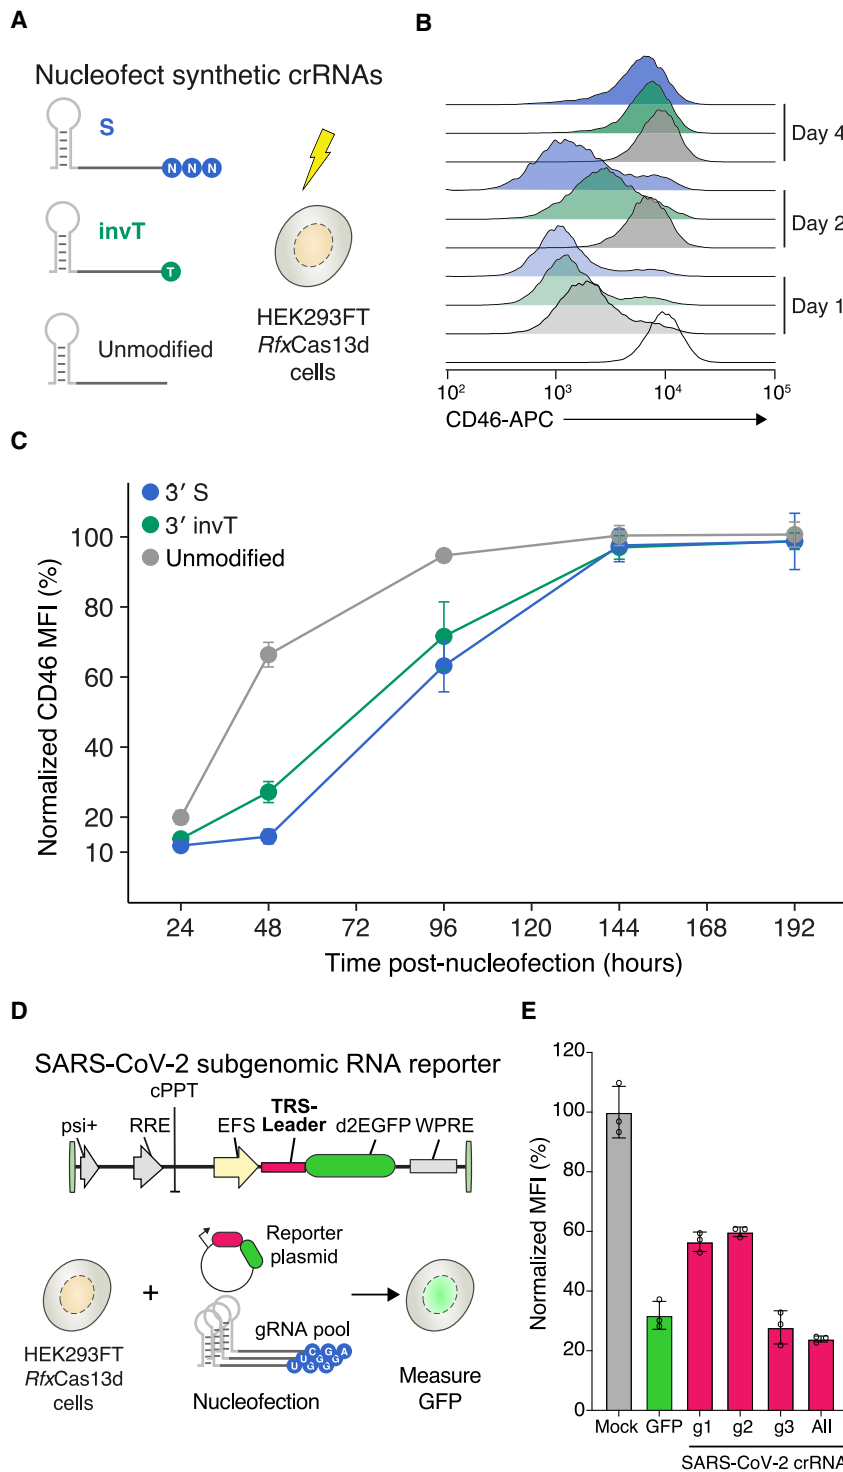 A
Nucleofect synthetic crRNAs
S
N N N
invT
T
Unmodified
HEK293FT
RfxCas13d
cells
B
Day 4
Day 2
Day 1
10² 10³ 10⁴ 10⁵
CD46-APC
C
3′ S
3′ invT
Unmodified
Normalized CD46 MFI (%)
100
80
60
40
20
10
24 48 72 96 120 144 168 192
Time post-nucleofection (hours)
D
SARS-CoV-2 subgenomic RNA reporter
cPPT
psi+ RRE EFS TRS-Leader d2EGFP WPRE
Reporter
plasmid
+
gRNA pool
C G G A
U U G G G G
U U G G
HEK293FT
RfxCas13d
cells
Nucleofection
Measure
GFP
E
Normalized MFI (%)
120
100
80
60
40
20
0
Mock GFP g1 g2 g3 All
SARS-CoV-2 crRNA